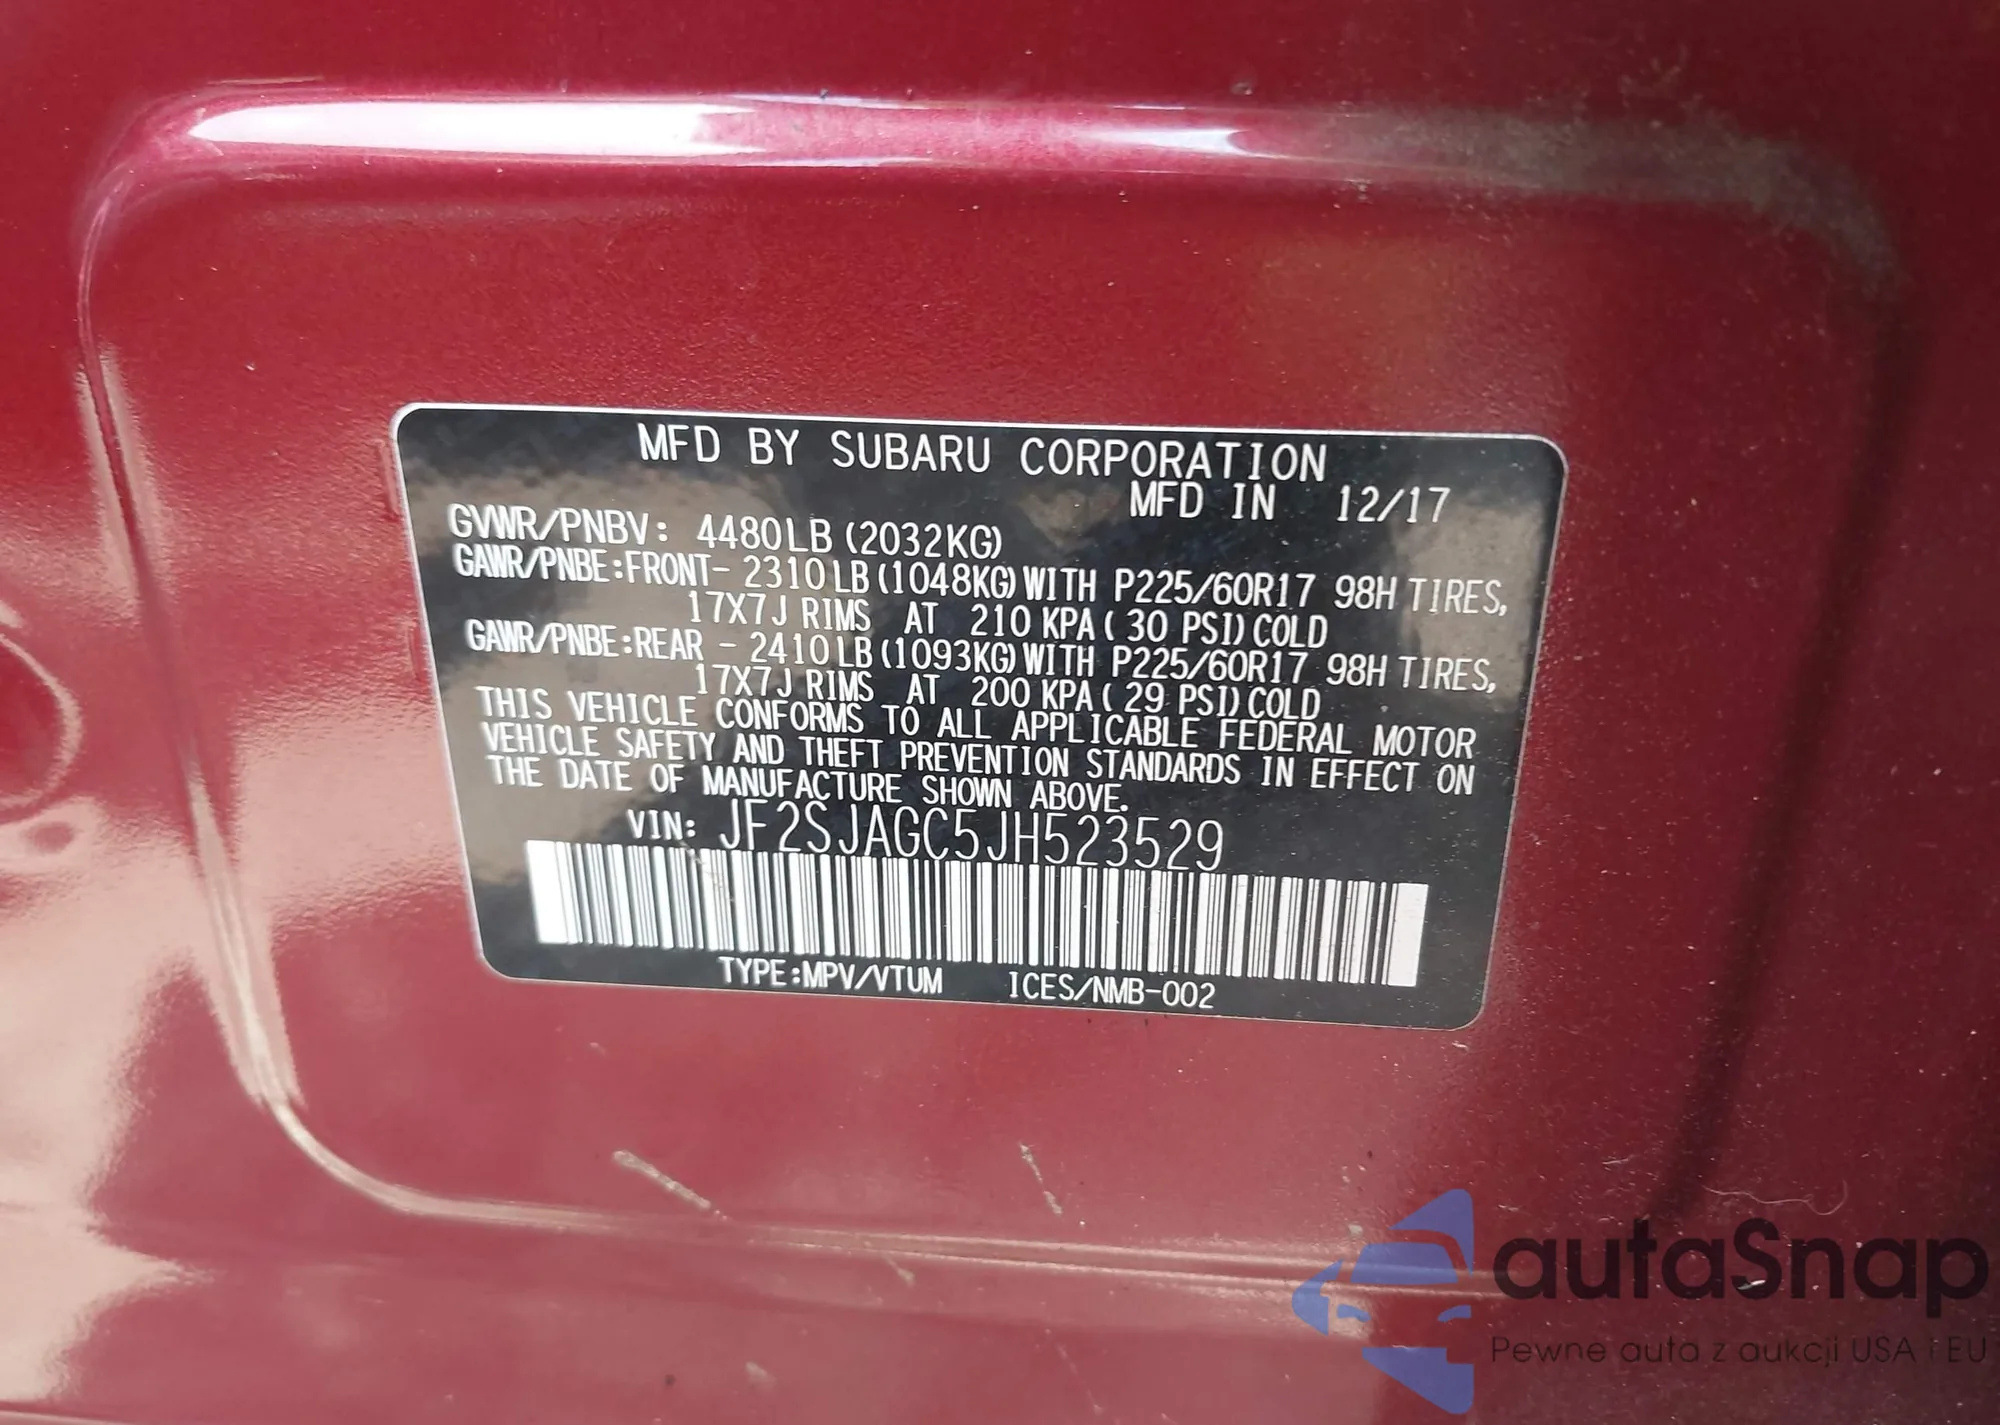 MFD BY SUBARU CORPORATION
MFD IN 12/17
GVWR/PNBV: 4480LB (2032KG)
GAWR/PNBE:FRONT- 2310LB(1048KG)WITH P225/60R17 98H TIRES,
17X7J RIMS AT 210 KPA( 30 PSI)COLD
GAWR/PNBE:REAR - 2410LB(1093KG)WITH P225/60R17 98H TIRES,
17X7J RIMS AT 200 KPA( 29 PSI)COLD
THIS VEHICLE CONFORMS TO ALL APPLICABLE FEDERAL MOTOR
VEHICLE SAFETY AND THEFT PREVENTION STANDARDS IN EFFECT ON
THE DATE OF MANUFACTURE SHOWN ABOVE.
VIN: JF2SJAGC5JH523529
TYPE:MPV/VTUM ICES/NMB-002
autaSnap
Pewne auta z aukcji USA i EU